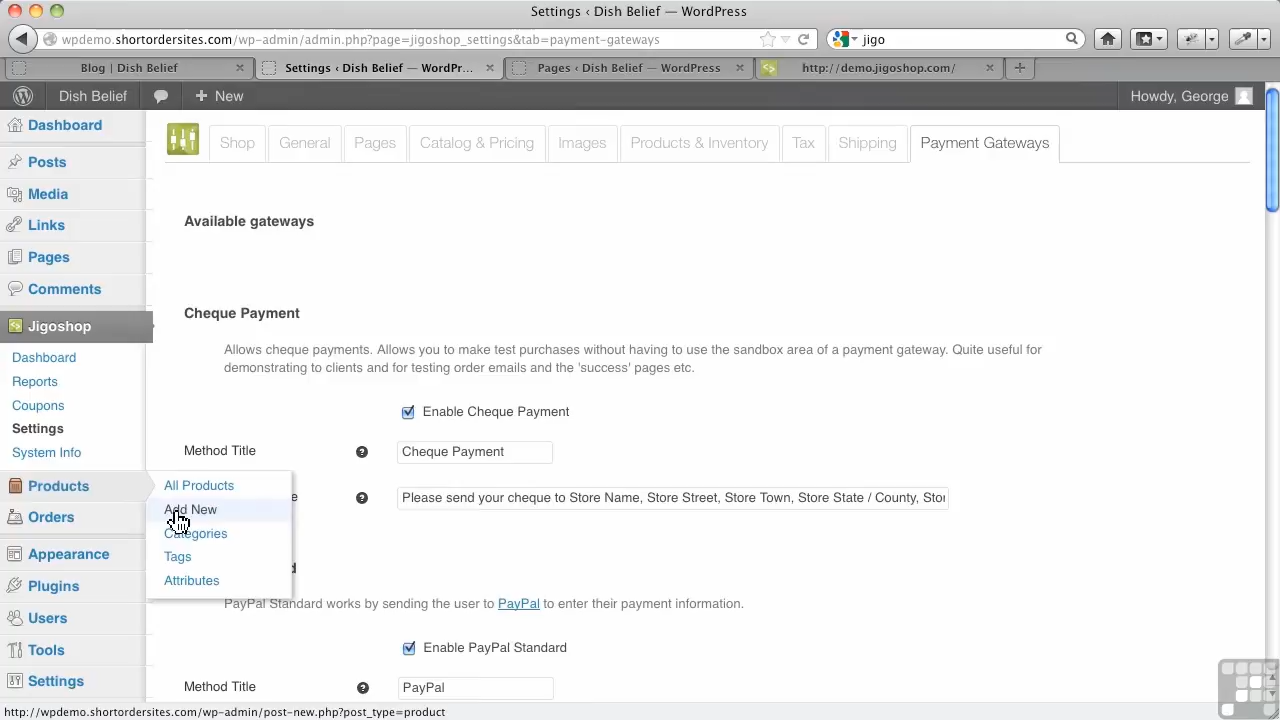 Settings ‹ Dish Belief — WordPress
wpdemo.shortordersites.com/wp-admin/admin.php?page=jigoshop_settings&tab=payment-gateways
jigo
Blog | Dish Belief
Settings ‹ Dish Belief — WordPr...
Pages ‹ Dish Belief — WordPress
http://demo.jigoshop.com/
Dish Belief
+ New
Howdy, George
Dashboard
Posts
Media
Links
Pages
Comments
Jigoshop
Dashboard
Reports
Coupons
Settings
System Info
Products
Orders
Appearance
Plugins
Users
Tools
Settings
All Products
Add New
Categories
Tags
Attributes
Shop
General
Pages
Catalog & Pricing
Images
Products & Inventory
Tax
Shipping
Payment Gateways
Available gateways
Cheque Payment
Allows cheque payments. Allows you to make test purchases without having to use the sandbox area of a payment gateway. Quite useful for
demonstrating to clients and for testing order emails and the 'success' pages etc.
Enable Cheque Payment
Method Title
Cheque Payment
Please send your cheque to Store Name, Store Street, Store Town, Store State / County, Stor
PayPal Standard works by sending the user to PayPal to enter their payment information.
Enable PayPal Standard
Method Title
PayPal
http://wpdemo.shortordersites.com/wp-admin/post-new.php?post_type=product